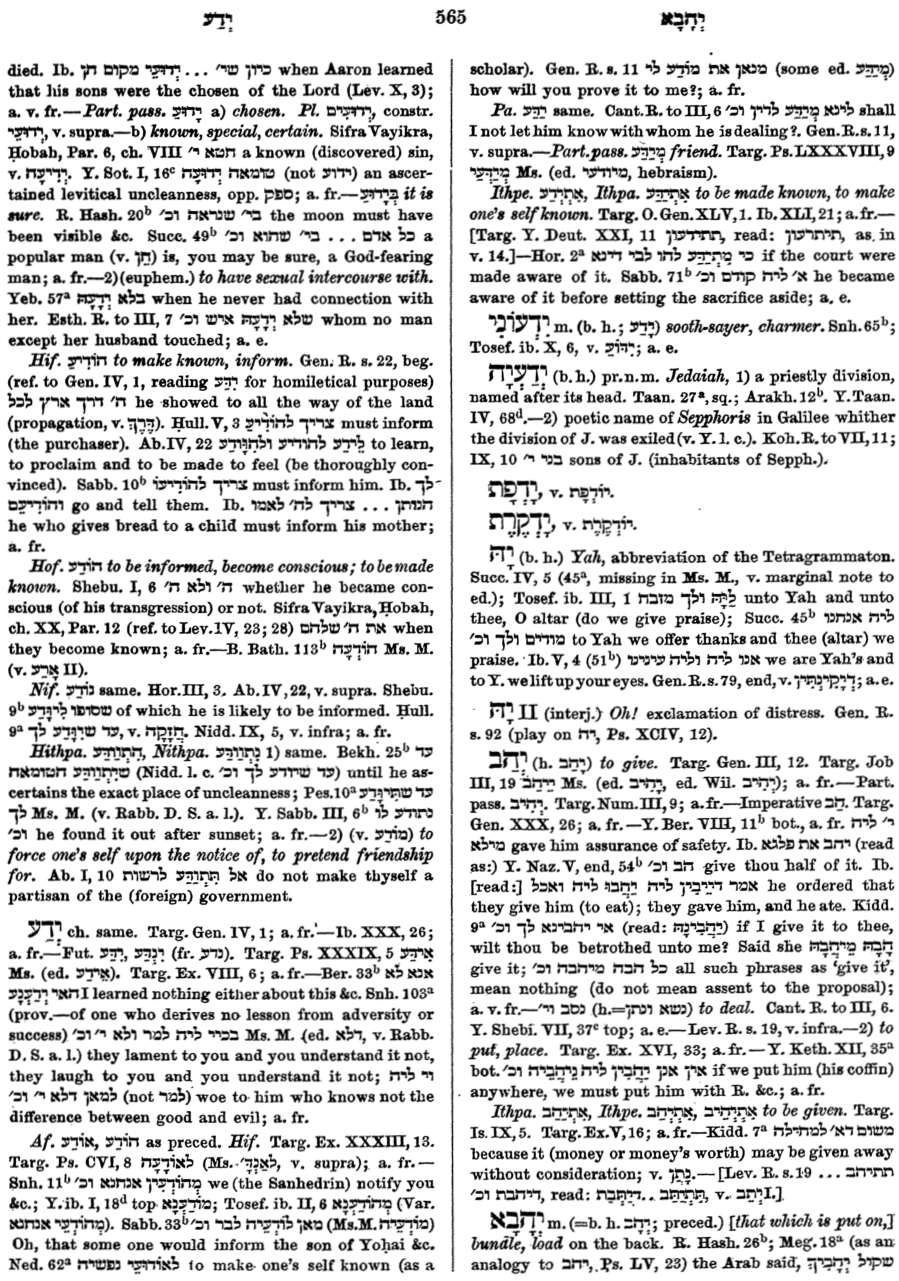 יְדַע 565 יְהָבָא
died. Ib. כיון שי׳ ... יְדוּעֵי מקום הן when Aaron learned
that his sons were the chosen of the Lord (Lev. X, 3);
a. v. fr.—Part. pass. יָדוּעַ a) chosen. Pl. יְדוּעִים, constr.
יְדוּעֵי, v. supra.—b) known, special, certain. Sifra Vayikra,
Ḥobah, Par. 6, ch. VIII חטא י׳ a known (discovered) sin,
v. יְדִיעָה. Y. Sot. I, 16c טומאה יְדוּעָה (not ידוע) an ascer-
tained levitical uncleanness, opp. ספק; a. fr.—בְּיָדוּעַ it is
sure. R. Hash. 20b בי׳ שנראה וכ׳ the moon must have
been visible &c. Succ. 49b כל אדם ... בי׳ שהוא וכ׳ a
popular man (v. חֵן) is, you may be sure, a God-fearing
man; a. fr.—2) (euphem.) to have sexual intercourse with.
Yeb. 57a בלא יְדָעָהּ when he never had connection with
her. Esth. R. to III, 7 שלא יְדָעָהּ איש וכ׳ whom no man
except her husband touched; a. e.
Hif. הוֹדִיעַ to make known, inform. Gen. R. s. 22, beg.
(ref. to Gen. IV, 1, reading יִדַּע for homiletical purposes)
ה׳ דרך ארץ לכל he showed to all the way of the land
(propagation, v. דֶּרֶךְ). Ḥull. V, 3 צריך להוֹדִיעַ must inform
(the purchaser). Ab. IV, 22 לֵידַע להודיע ולהִוָּודַע to learn,
to proclaim and to be made to feel (be thoroughly con-
vinced). Sabb. 10b צריך להוֹדִיעוֹ must inform him. Ib. לך
והוֹדִיעֵם go and tell them. Ib. הנותן ... צריך לה׳ לאמו
he who gives bread to a child must inform his mother;
a. fr.
Hof. הוֹדַע to be informed, become conscious; to be made
known. Shebu. I, 6 ה׳ ולא ה׳ whether he became con-
scious (of his transgression) or not. Sifra Vayikra, Ḥobah,
ch. XX, Par. 12 (ref. to Lev. IV, 23; 28) את ה׳ שלהם when
they become known; a. fr.—B. Bath. 113b הוּדְעָה Ms. M.
(v. אָרַע II).
Nif. נוֹדַע same. Hor. III, 3. Ab. IV, 22, v. supra. Shebu.
9b שסופו לִיוָּדַע of which he is likely to be informed. Ḥull.
9a עד שיִוָּדַע לך, v. חֲזָקָה. Nidd. IX, 5, v. infra; a. fr.
Hithpa. הִתְוַודַּע, Nithpa. נִתְוַודַּע 1) same. Bekh. 25b עד
שיִּתְוַודַּע הטומאה (Nidd. l. c. עד שיודע לך וכ׳) until he as-
certains the exact place of uncleanness; Pes. 10a עד שתיוָּדַע
לך Ms. M. (v. Rabb. D. S. a. l.). Y. Sabb. III, 6b נתודע לו
וכ׳ he found it out after sunset; a. fr.—2) (v. מוֹדַע) to
force one's self upon the notice of, to pretend friendship
for. Ab. I, 10 אל תִּתְוַדַּע לרשות do not make thyself a
partisan of the (foreign) government.
יְדַע ch. same. Targ. Gen. IV, 1; a. fr.—Ib. XXX, 26;
a. fr.—Fut. יִנְדַּע, יִדַּע (fr. נדע). Targ. Ps. XXXIX, 5 אִידַע
Ms. (ed. אֵידַע). Targ. Ex. VIII, 6; a. fr.—Ber. 33b אנא לא
האי יְדַעֲנָא I learned nothing either about this &c. Snh. 103a
(prov.—of one who derives no lesson from adversity or
success) בכיי ליה למר ולא י׳ וכ׳ Ms. M. (ed. דלא, v. Rabb.
D. S. a. l.) they lament to you and you understand it not,
they laugh to you and you understand it not; וי ליה
למאן דלא י׳ וכ׳ (not למר) woe to him who knows not the
difference between good and evil; a. fr.
Af. אוֹדַע, הוֹדַע as preced. Hif. Targ. Ex. XXXIII, 13.
Targ. Ps. CVI, 8 לאוֹדָעָה (Ms. לְאַנְדָּ׳, v. supra); a. fr.—
Snh. 11b מְהוֹדְעִין אנחנא וכ׳ we (the Sanhedrin) notify you
&c.; Y. ib. I, 18d top מְהוֹדַעֲנָא; Tosef. ib. II, 6 מְהוֹדַעֲנָא (Var.
מְהוֹדְעֵי אנחנא). Sabb. 33b מאן לוֹדְעֵיהּ לבר וכ׳ (Ms. M. מוֹדְעֵיהּ)
Oh, that some one would inform the son of Yoḥai &c.
Ned. 62a לאוֹדוּעֵי נפשיה to make one's self known (as a
scholar). Gen. R. s. 11 מנאן את מוֹדַע לי (some ed. מְיַדַּע)
how will you prove it to me?; a. fr.
Pa. יַדַּע same. Cant. R. to III, 6 לינא מְיַדַּע לדין וכ׳ shall
I not let him know with whom he is dealing?. Gen. R. s. 11,
v. supra.—Part. pass. מְיַדַּע friend. Targ. Ps. LXXXVIII, 9
מְיַדְּעַי Ms. (ed. מיודעי, hebraism).
Ithpe. אִתְיְדַע, Ithpa. אִתְיַדַּע to be made known, to make
one's self known. Targ. O. Gen. XLV, 1. Ib. XLI, 21; a. fr.—
[Targ. Y. Deut. XXI, 11 תתידעון, read: תיתרעון, as in
v. 14.]—Hor. 2a כי מִתְיְדַע להו לבי דינא if the court were
made aware of it. Sabb. 71b א׳ ליה קודם וכ׳ he became
aware of it before setting the sacrifice aside; a. e.
יִדְּעוֹנִי m. (b. h.; יָדַע) sooth-sayer, charmer. Snh. 65b;
Tosef. ib. X, 6, v. יִדּוֹעַ; a. e.
יְדַעְיָה (b. h.) pr. n. m. Jedaiah, 1) a priestly division,
named after its head. Taan. 27a, sq.; Arakh. 12b. Y. Taan.
IV, 68d.—2) poetic name of Sepphoris in Galilee whither
the division of J. was exiled (v. Y. l. c.). Koh. R. to VII, 11;
IX, 10 בני י׳ sons of J. (inhabitants of Sepph.).
יָדְפַת, v. יוֹדְפַת.
יָדְקֶרֶת, v. יוֹדְקֶרֶת.
יָהּ (b. h.) Yah, abbreviation of the Tetragrammaton.
Succ. IV, 5 (45a, missing in Ms. M., v. marginal note to
ed.); Tosef. ib. III, 1 לְיָהּ ולך מזבח unto Yah and unto
thee, O altar (do we give praise); Succ. 45b ליה אנחנו
מודים ולך וכ׳ to Yah we offer thanks and thee (altar) we
praise. Ib. V, 4 (51b) אנו ליה וליה עינינו we are Yah's and
to Y. we lift up your eyes. Gen. R. s. 79, end, v. דְּיָקִינְתִּין; a. e.
יָהּ II (interj.) Oh! exclamation of distress. Gen. R.
s. 92 (play on יה, Ps. XCIV, 12).
יְהַב (h. יָהַב) to give. Targ. Gen. III, 12. Targ. Job
III, 19 יֵיהַב Ms. (ed. יְהִיב, ed. Wil. יָהֵיב); a. fr.—Part.
pass. יְהִיב. Targ. Num. III, 9; a. fr.—Imperative הַב. Targ.
Gen. XXX, 26; a. fr.—Y. Ber. VIII, 11b bot., a. fr. י׳ ליה
מילא gave him assurance of safety. Ib. יהב את פלגא (read
as:) Y. Naz. V, end, 54b הב וכ׳ give thou half of it. Ib.
[read:] אמר דייבין ליה יַהֲבוּ ליה ואכל he ordered that
they give him (to eat); they gave him, and he ate. Kidd.
9a אי יהבינא לך וכ׳ (read: יַהֲבִינָהּ) if I give it to thee,
wilt thou be betrothed unto me? Said she הָבָהּ מֵיהָבָהּ
give it; כל הבה מיהבה וכ׳ all such phrases as 'give it',
mean nothing (do not mean assent to the proposal);
a. v. fr.—נסב וי׳ (h.=נשא ונתן) to deal. Cant. R. to III, 6.
Y. Shebi. VII, 37c top; a. e.—Lev. R. s. 19, v. infra.—2) to
put, place. Targ. Ex. XVI, 33; a. fr.—Y. Keth. XII, 35a
bot. אין אנן יָהֲבִין ליה נֵיהֲבֵיהּ וכ׳ if we put him (his coffin)
anywhere, we must put him with R. &c.; a. fr.
Ithpa. אִתְיַהַב, Ithpe. אִתְיְהֵב, אִתְיְהִיב to be given. Targ.
Is. IX, 5. Targ. Ex. V, 16; a. fr.—Kidd. 7a משום דא׳ למחילה
because it (money or money's worth) may be given away
without consideration; v. נָתַן.—[Lev. R. s. 19 תתיהב ...
דיהבת וכ׳, read: תִּתְיַתֵּב ... דִּיתֵּבַת, v. יְתַב I.]
יְהָבָא m. (=b. h. יְהָב; preced.) [that which is put on,]
bundle, load on the back. R. Hash. 26b; Meg. 18a (as an
analogy to יהב, Ps. LV, 23) the Arab said, שקול יְהָבָיךְ